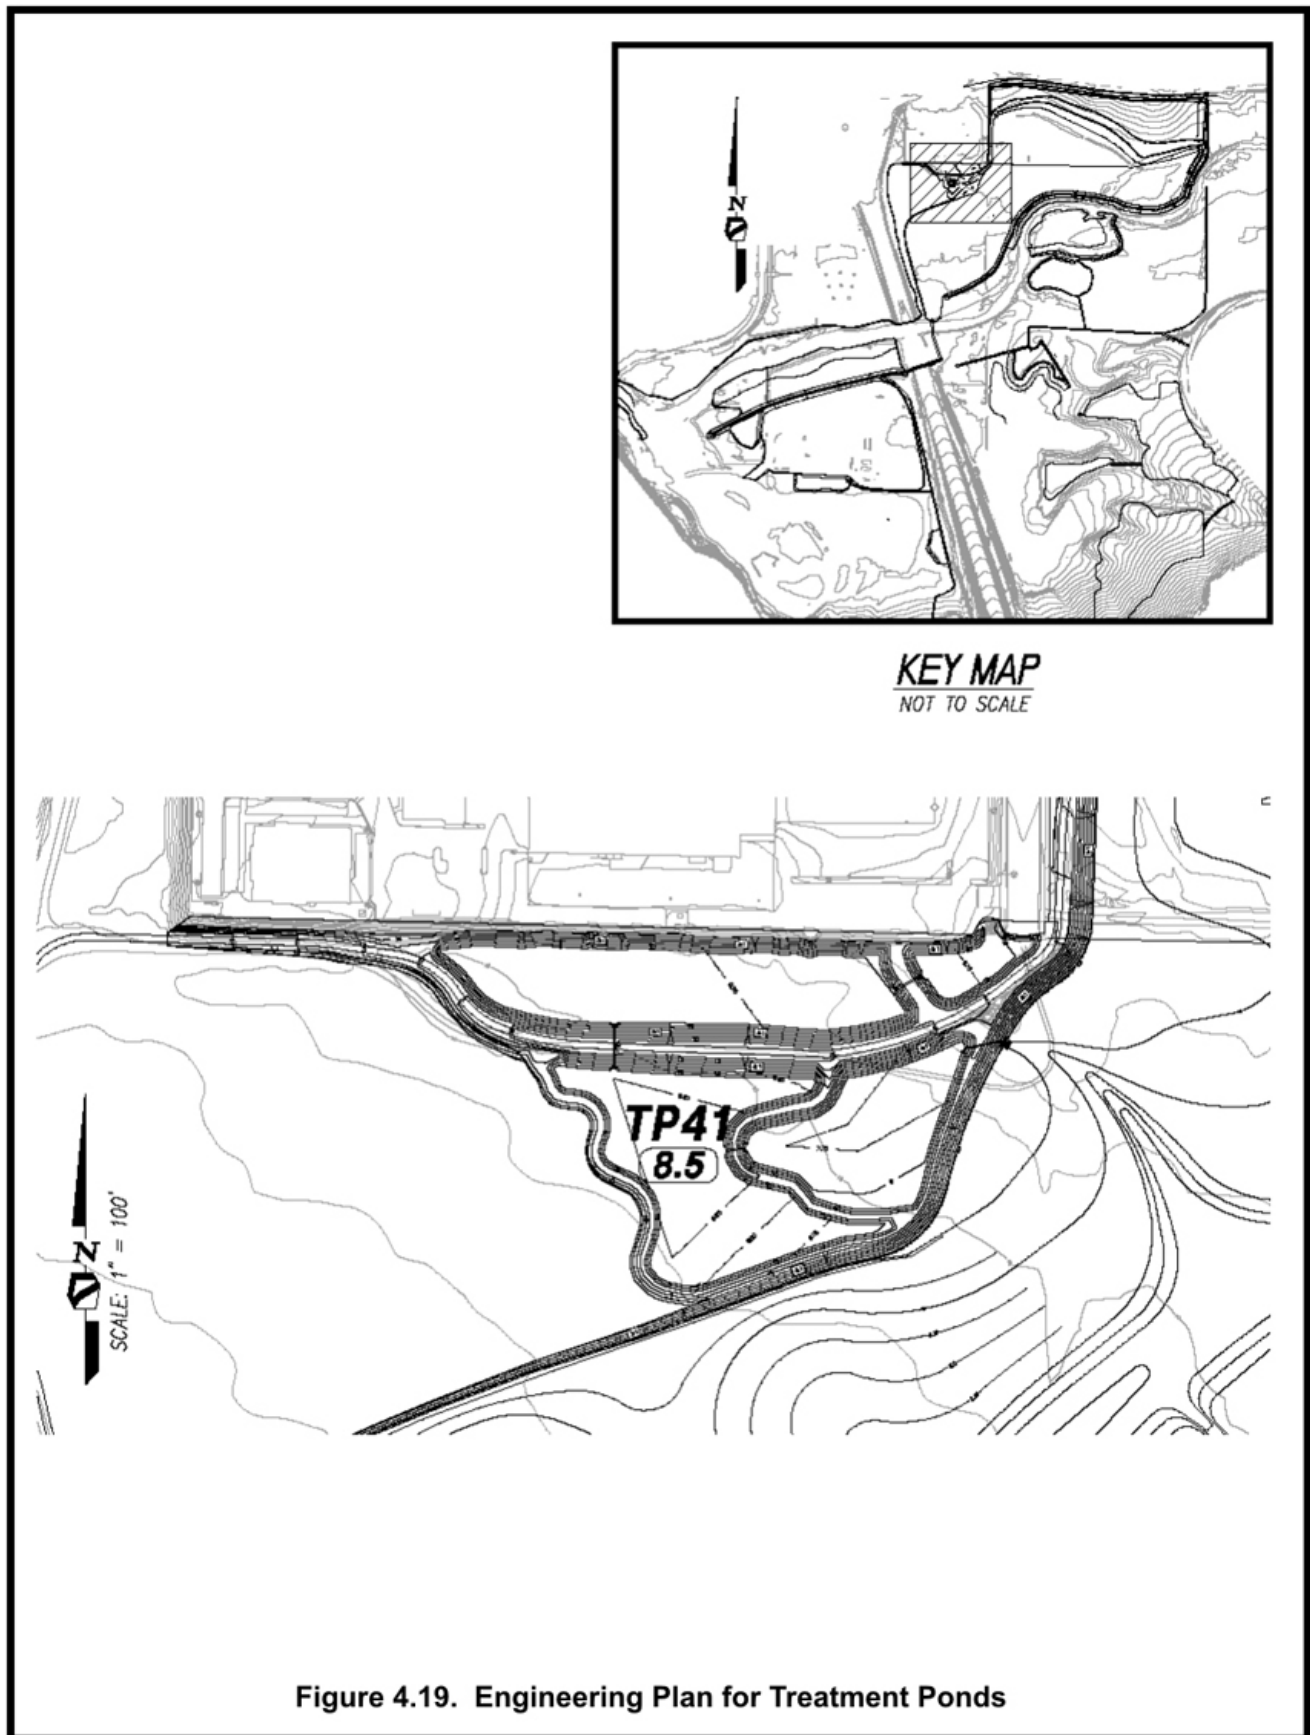 N
KEY MAP
NOT TO SCALE
TP41
8.5
N
SCALE: 1" = 100'
Figure 4.19. Engineering Plan for Treatment Ponds